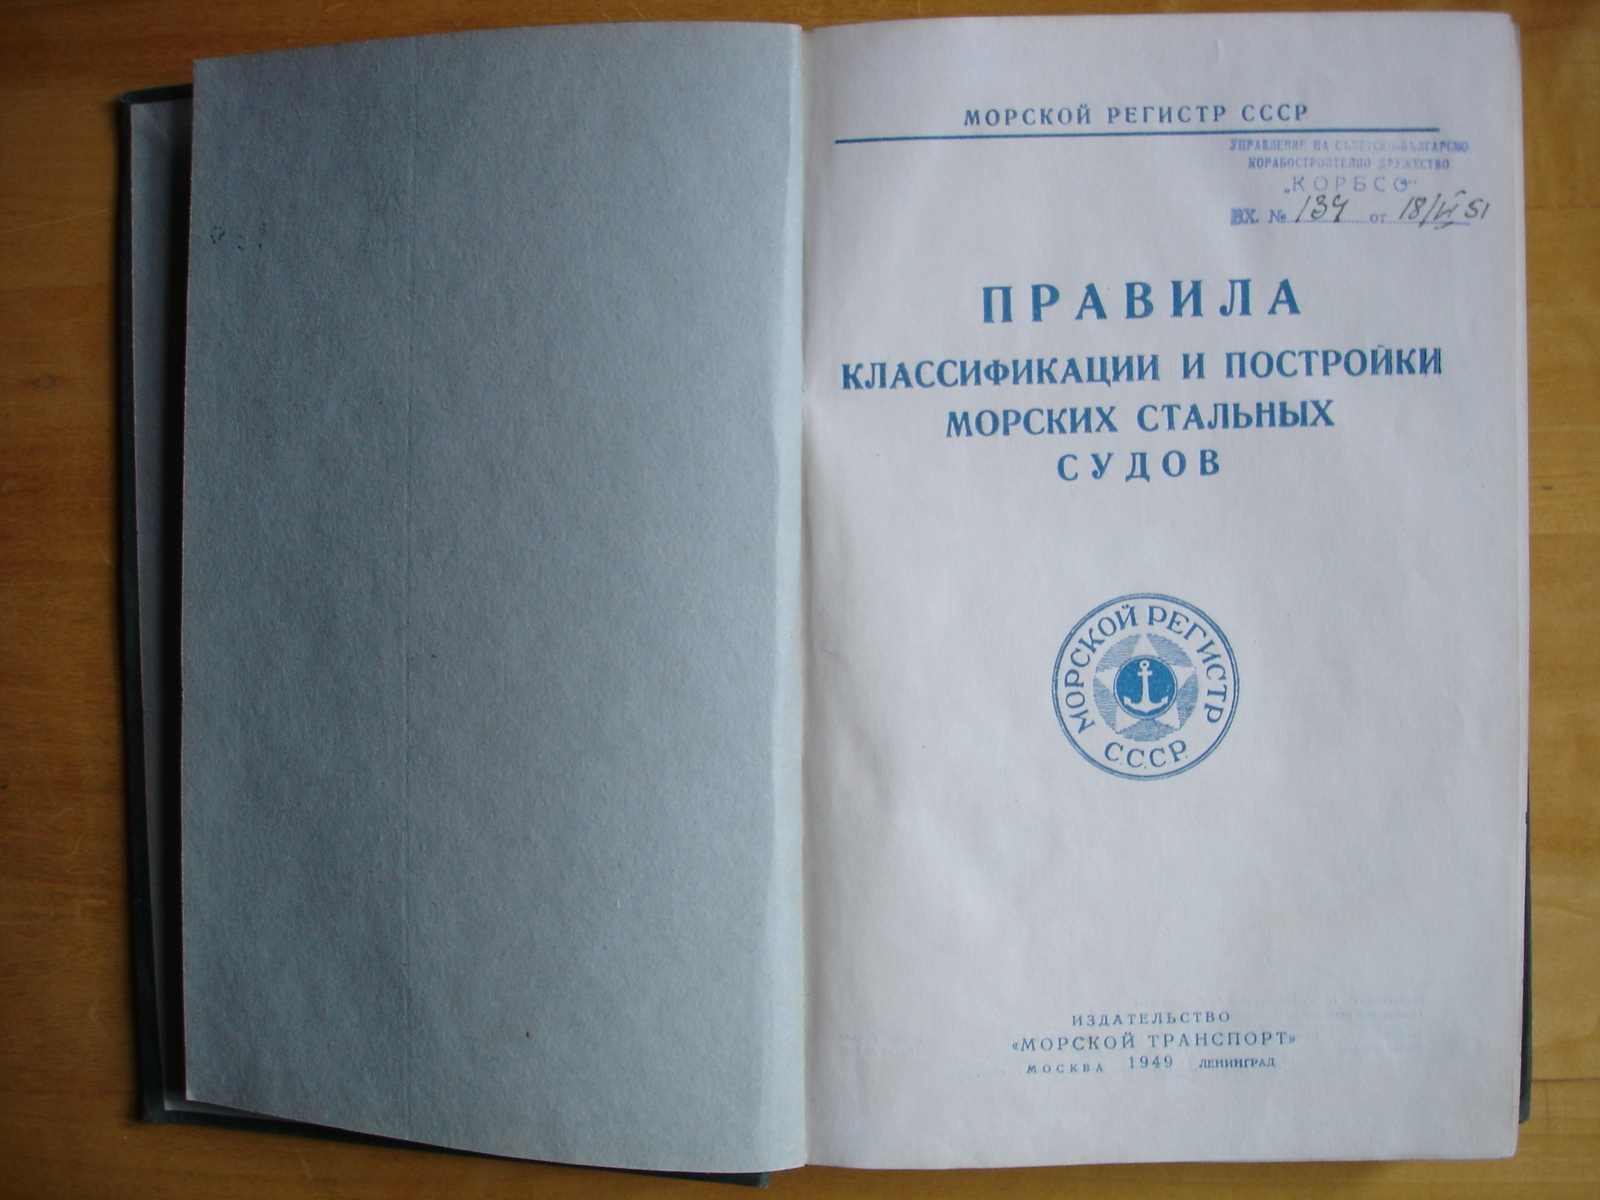 МОРСКОЙ РЕГИСТР СССР
УПРАВЛЕНИЕ НА СЪВЕТСКО-БЪЛГАРСКО
КОРАБОСТРОИТЕЛНО ДРУЖЕСТВО
„КОРБСО“
ВХ. № 134 от 18/VI 51
ПРАВИЛА
КЛАССИФИКАЦИИ И ПОСТРОЙКИ
МОРСКИХ СТАЛЬНЫХ
СУДОВ
МОРСКОЙ РЕГИСТР
С.С.С.Р.
ИЗДАТЕЛЬСТВО
«МОРСКОЙ ТРАНСПОРТ»
МОСКВА 1949 ЛЕНИНГРАД